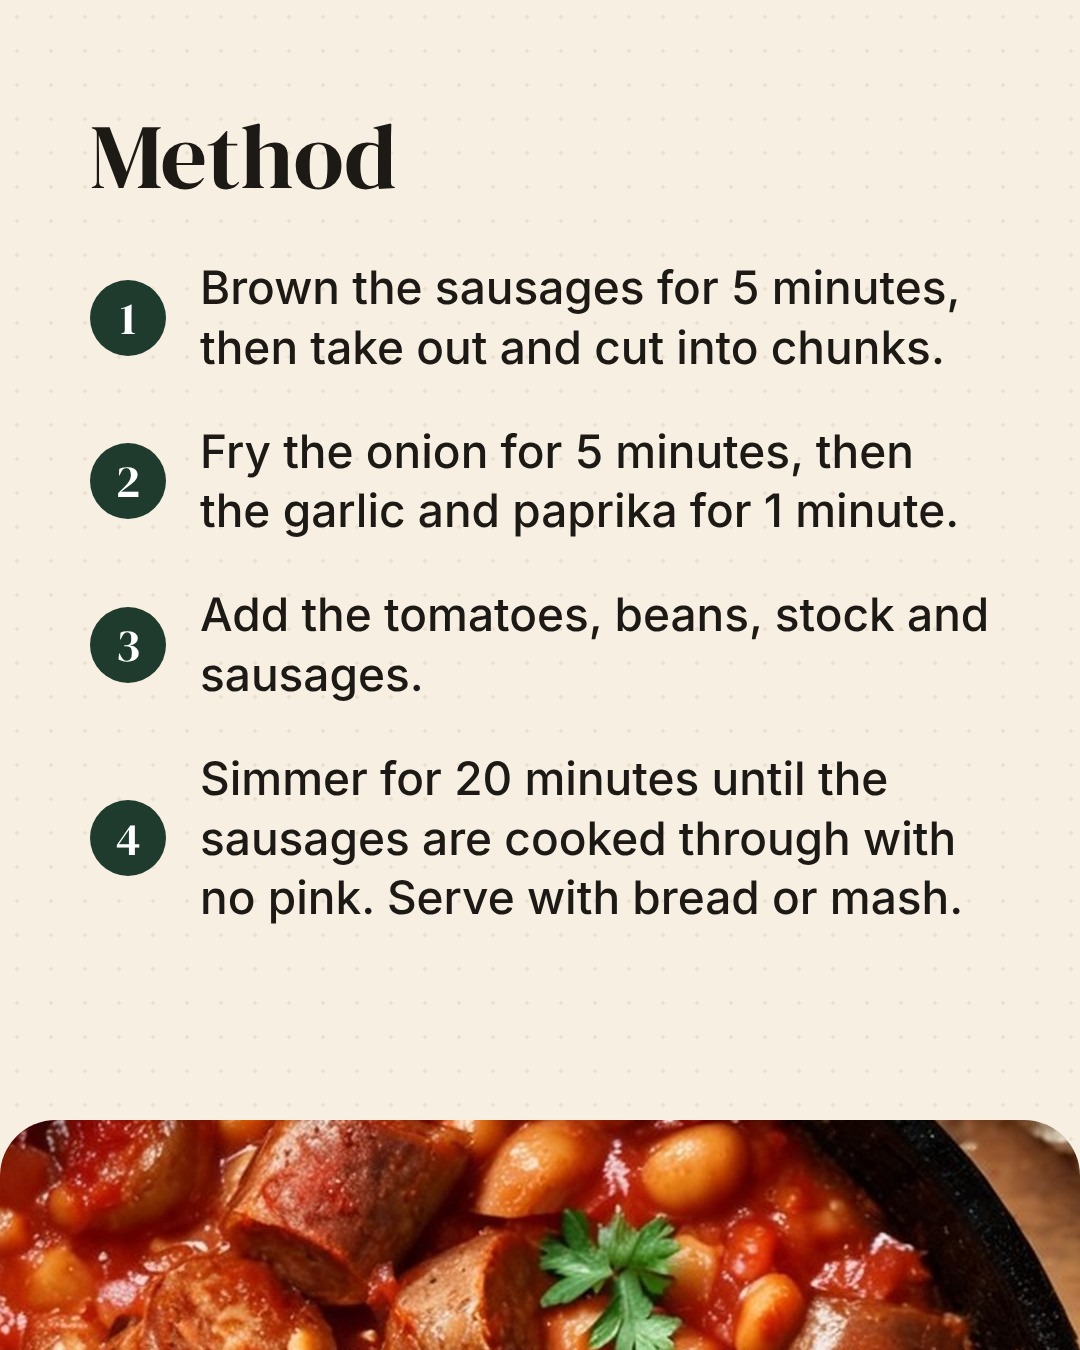 Method
1
Brown the sausages for 5 minutes,
then take out and cut into chunks.
2
Fry the onion for 5 minutes, then
the garlic and paprika for 1 minute.
3
Add the tomatoes, beans, stock and
sausages.
4
Simmer for 20 minutes until the
sausages are cooked through with
no pink. Serve with bread or mash.